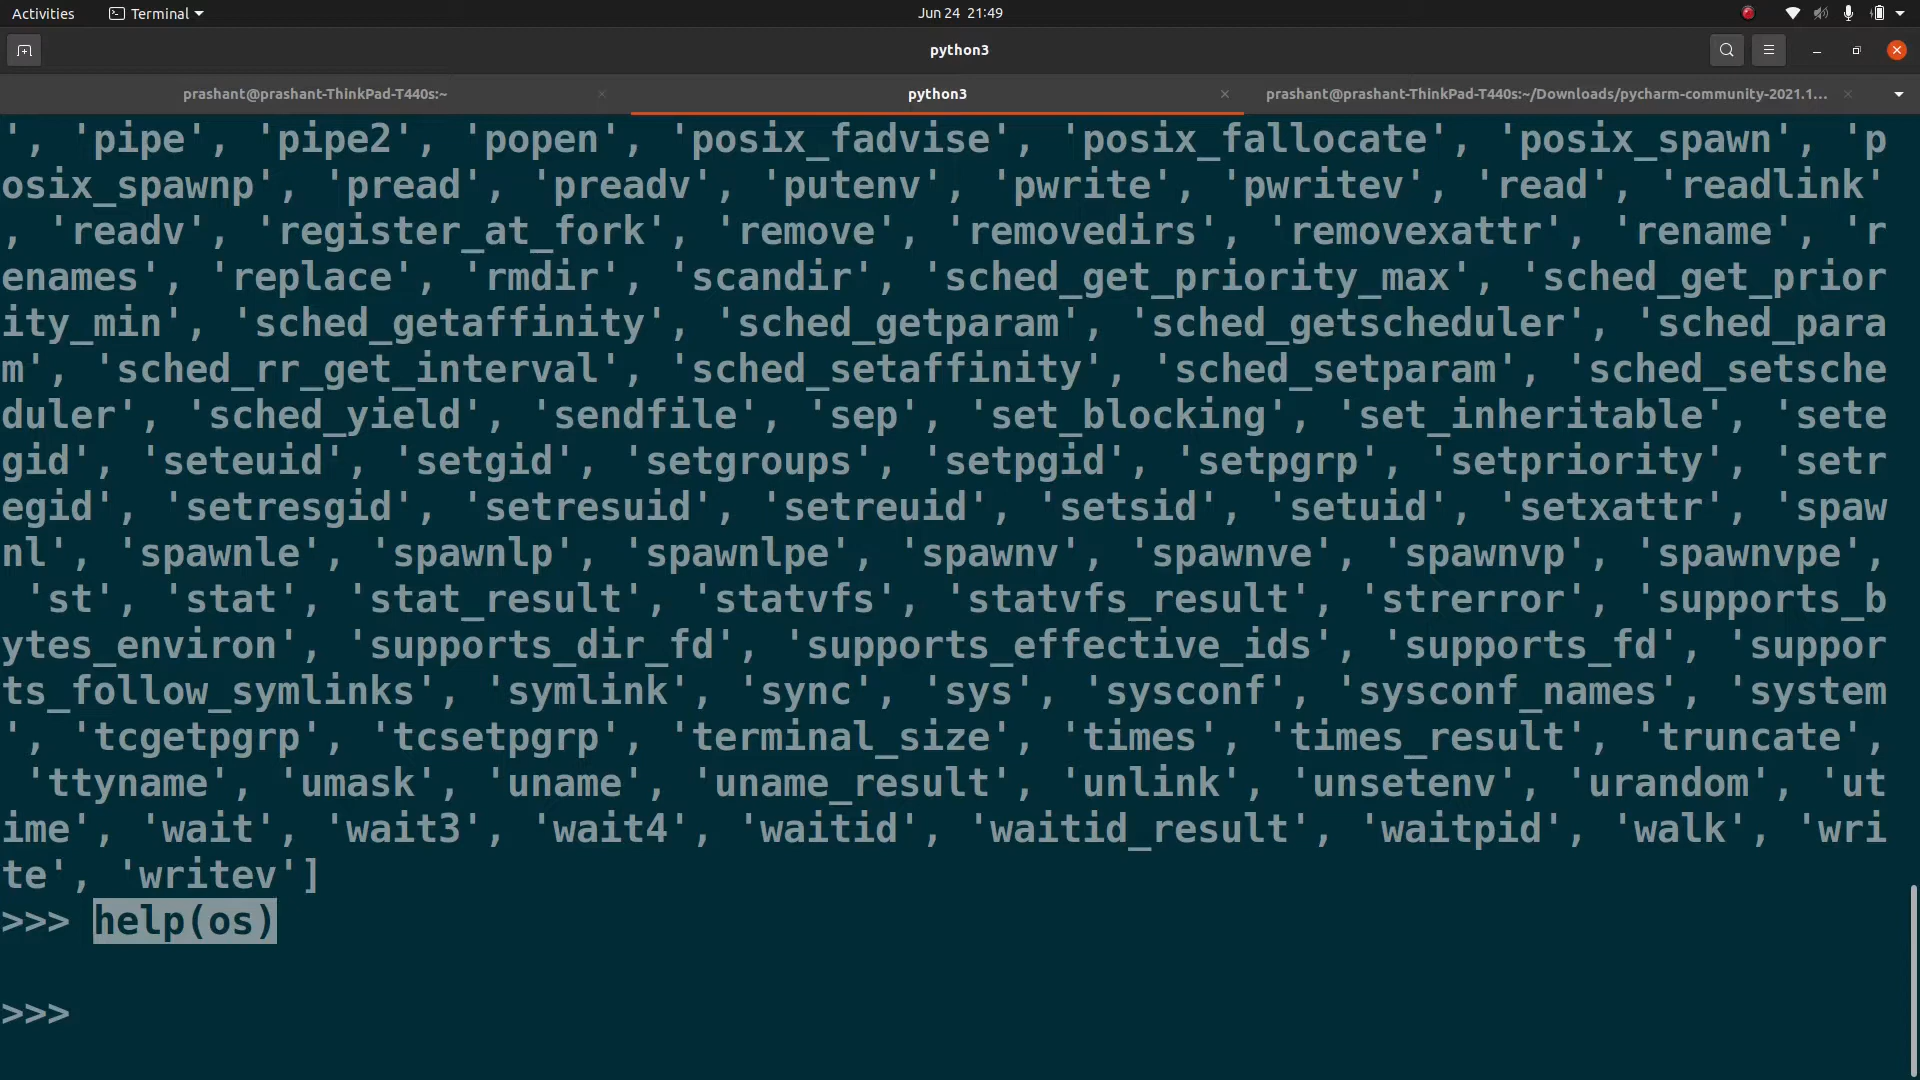 Activities Terminal Jun 24 21:49
python3
prashant@prashant-ThinkPad-T440s:~ python3 prashant@prashant-ThinkPad-T440s:~/Downloads/pycharm-community-2021.1...
', 'pipe', 'pipe2', 'popen', 'posix_fadvise', 'posix_fallocate', 'posix_spawn', 'p
osix_spawnp', 'pread', 'preadv', 'putenv', 'pwrite', 'pwritev', 'read', 'readlink'
, 'readv', 'register_at_fork', 'remove', 'removedirs', 'removexattr', 'rename', 'r
enames', 'replace', 'rmdir', 'scandir', 'sched_get_priority_max', 'sched_get_prior
ity_min', 'sched_getaffinity', 'sched_getparam', 'sched_getscheduler', 'sched_para
m', 'sched_rr_get_interval', 'sched_setaffinity', 'sched_setparam', 'sched_setsche
duler', 'sched_yield', 'sendfile', 'sep', 'set_blocking', 'set_inheritable', 'sete
gid', 'seteuid', 'setgid', 'setgroups', 'setpgid', 'setpgrp', 'setpriority', 'setr
egid', 'setresgid', 'setresuid', 'setreuid', 'setsid', 'setuid', 'setxattr', 'spaw
nl', 'spawnle', 'spawnlp', 'spawnlpe', 'spawnv', 'spawnve', 'spawnvp', 'spawnvpe',
'st', 'stat', 'stat_result', 'statvfs', 'statvfs_result', 'strerror', 'supports_b
ytes_environ', 'supports_dir_fd', 'supports_effective_ids', 'supports_fd', 'suppor
ts_follow_symlinks', 'symlink', 'sync', 'sys', 'sysconf', 'sysconf_names', 'system
', 'tcgetpgrp', 'tcsetpgrp', 'terminal_size', 'times', 'times_result', 'truncate',
'ttyname', 'umask', 'uname', 'uname_result', 'unlink', 'unsetenv', 'urandom', 'ut
ime', 'wait', 'wait3', 'wait4', 'waitid', 'waitid_result', 'waitpid', 'walk', 'wri
te', 'writev']
>>> help(os)
>>>